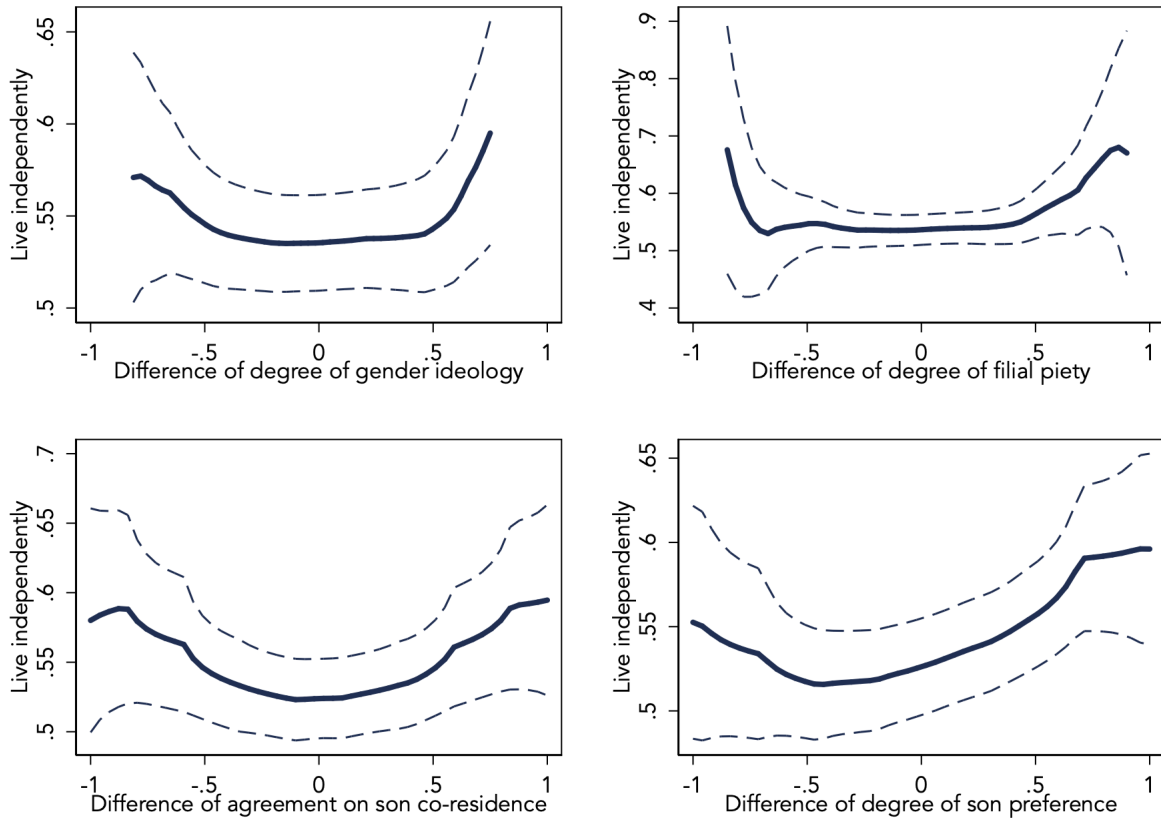 Live independently
.65
.6
.55
.5
-1 -.5 0 .5 1
Difference of degree of gender ideology
Live independently
.9
.8
.7
.6
.5
.4
-1 -.5 0 .5 1
Difference of degree of filial piety
Live independently
.7
.65
.6
.55
.5
-1 -.5 0 .5 1
Difference of agreement on son co-residence
Live independently
.65
.6
.55
.5
-1 -.5 0 .5 1
Difference of degree of son preference